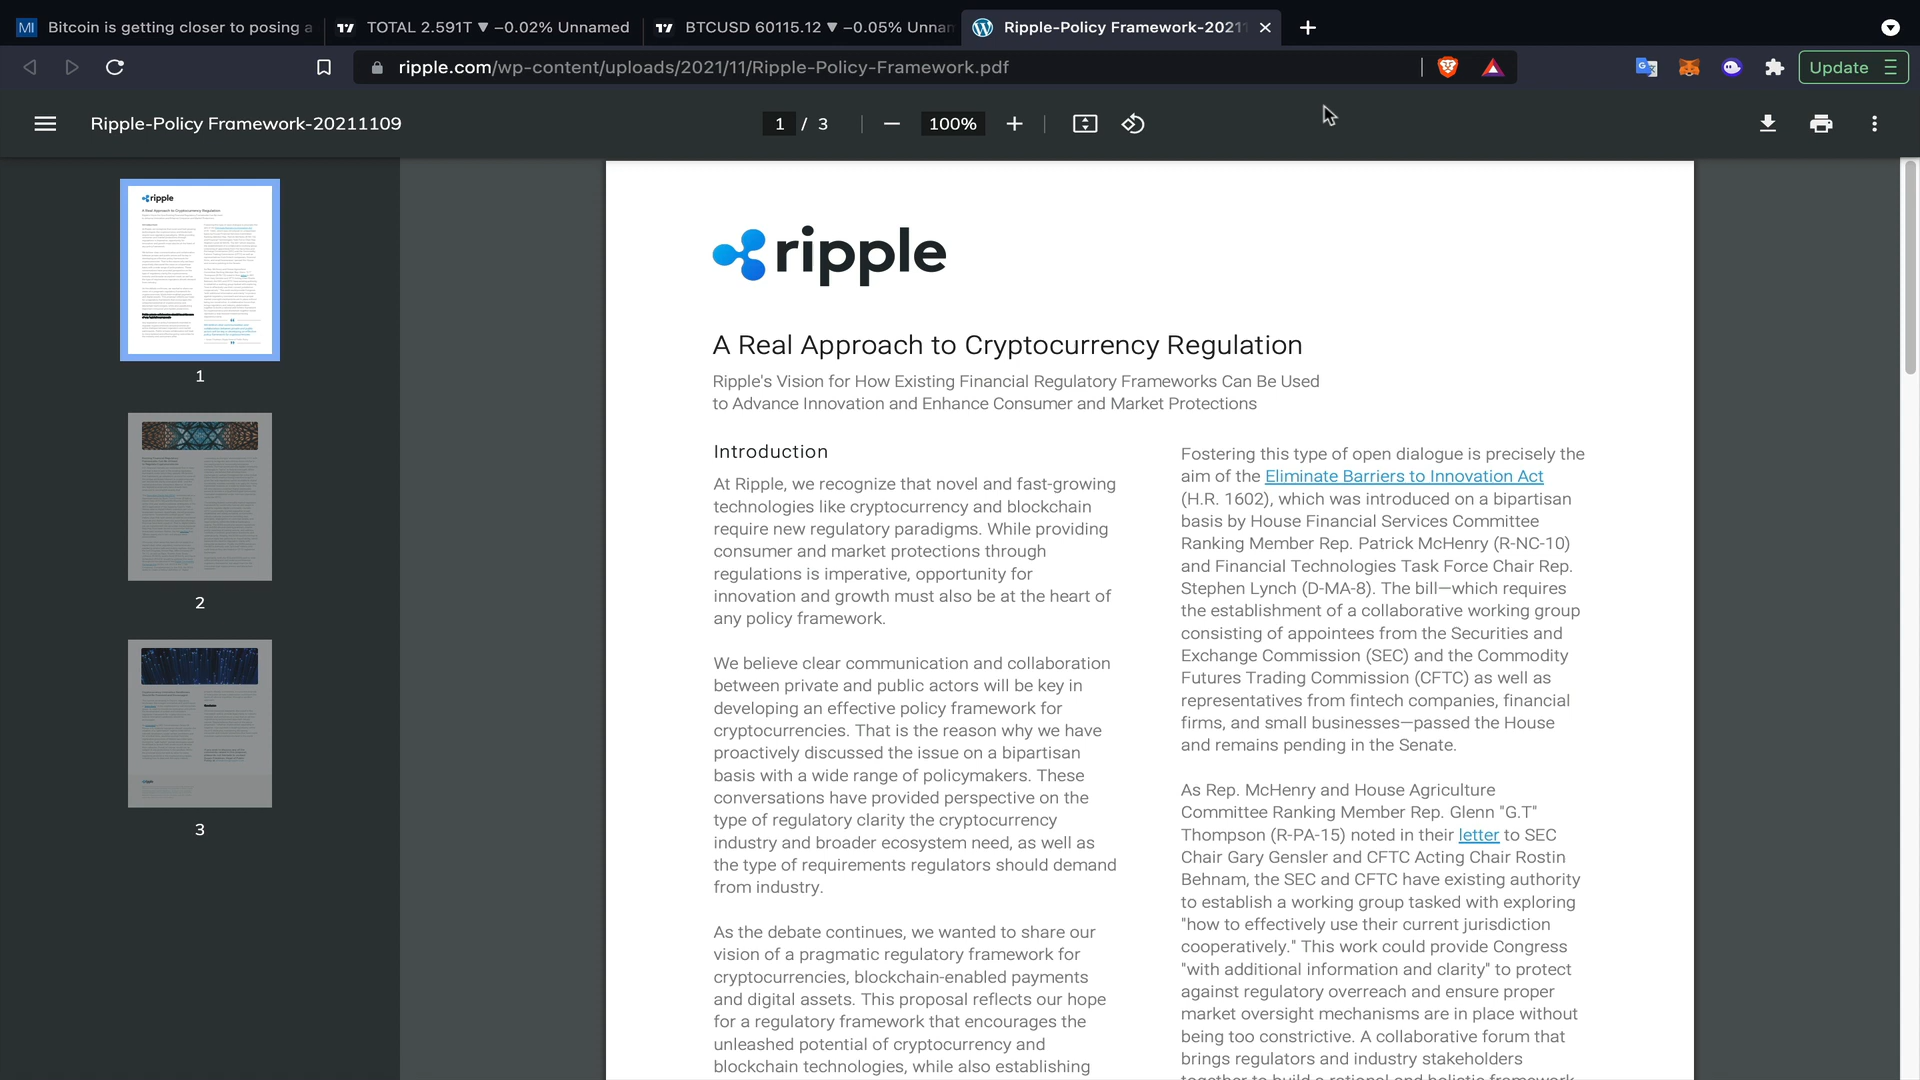 MI Bitcoin is getting closer to posing a
TOTAL 2.591T ▼ −0.02% Unnamed
BTCUSD 60115.12 ▼ −0.05% Unnam
Ripple-Policy Framework-20211
ripple.com/wp-content/uploads/2021/11/Ripple-Policy-Framework.pdf
Update
Ripple-Policy Framework-20211109
1 / 3
100%
ripple
1
2
3
ripple
A Real Approach to Cryptocurrency Regulation
Ripple's Vision for How Existing Financial Regulatory Frameworks Can Be Used
to Advance Innovation and Enhance Consumer and Market Protections
Introduction
At Ripple, we recognize that novel and fast-growing
technologies like cryptocurrency and blockchain
require new regulatory paradigms. While providing
consumer and market protections through
regulations is imperative, opportunity for
innovation and growth must also be at the heart of
any policy framework.
We believe clear communication and collaboration
between private and public actors will be key in
developing an effective policy framework for
cryptocurrencies. That is the reason why we have
proactively discussed the issue on a bipartisan
basis with a wide range of policymakers. These
conversations have provided perspective on the
type of regulatory clarity the cryptocurrency
industry and broader ecosystem need, as well as
the type of requirements regulators should demand
from industry.
As the debate continues, we wanted to share our
vision of a pragmatic regulatory framework for
cryptocurrencies, blockchain-enabled payments
and digital assets. This proposal reflects our hope
for a regulatory framework that encourages the
unleashed potential of cryptocurrency and
blockchain technologies, while also establishing
Fostering this type of open dialogue is precisely the
aim of the Eliminate Barriers to Innovation Act
(H.R. 1602), which was introduced on a bipartisan
basis by House Financial Services Committee
Ranking Member Rep. Patrick McHenry (R-NC-10)
and Financial Technologies Task Force Chair Rep.
Stephen Lynch (D-MA-8). The bill—which requires
the establishment of a collaborative working group
consisting of appointees from the Securities and
Exchange Commission (SEC) and the Commodity
Futures Trading Commission (CFTC) as well as
representatives from fintech companies, financial
firms, and small businesses—passed the House
and remains pending in the Senate.
As Rep. McHenry and House Agriculture
Committee Ranking Member Rep. Glenn "G.T"
Thompson (R-PA-15) noted in their letter to SEC
Chair Gary Gensler and CFTC Acting Chair Rostin
Behnam, the SEC and CFTC have existing authority
to establish a working group tasked with exploring
"how to effectively use their current jurisdiction
cooperatively." This work could provide Congress
"with additional information and clarity" to protect
against regulatory overreach and ensure proper
market oversight mechanisms are in place without
being too constrictive. A collaborative forum that
brings regulators and industry stakeholders
together to build a rational and holistic framework